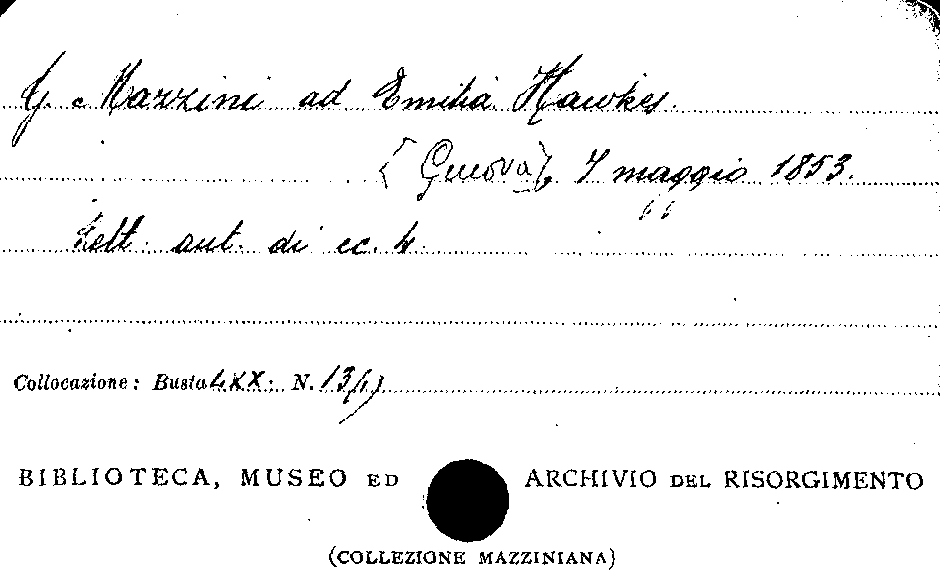 G. Mazzini ad Emilia Hawkes.
[Genova], 7 maggio 1853.
Lett. aut. di cc. 4.
Collocazione: Busta LXX. N. 13
BIBLIOTECA, MUSEO ED ARCHIVIO DEL RISORGIMENTO
(COLLEZIONE MAZZINIANA)